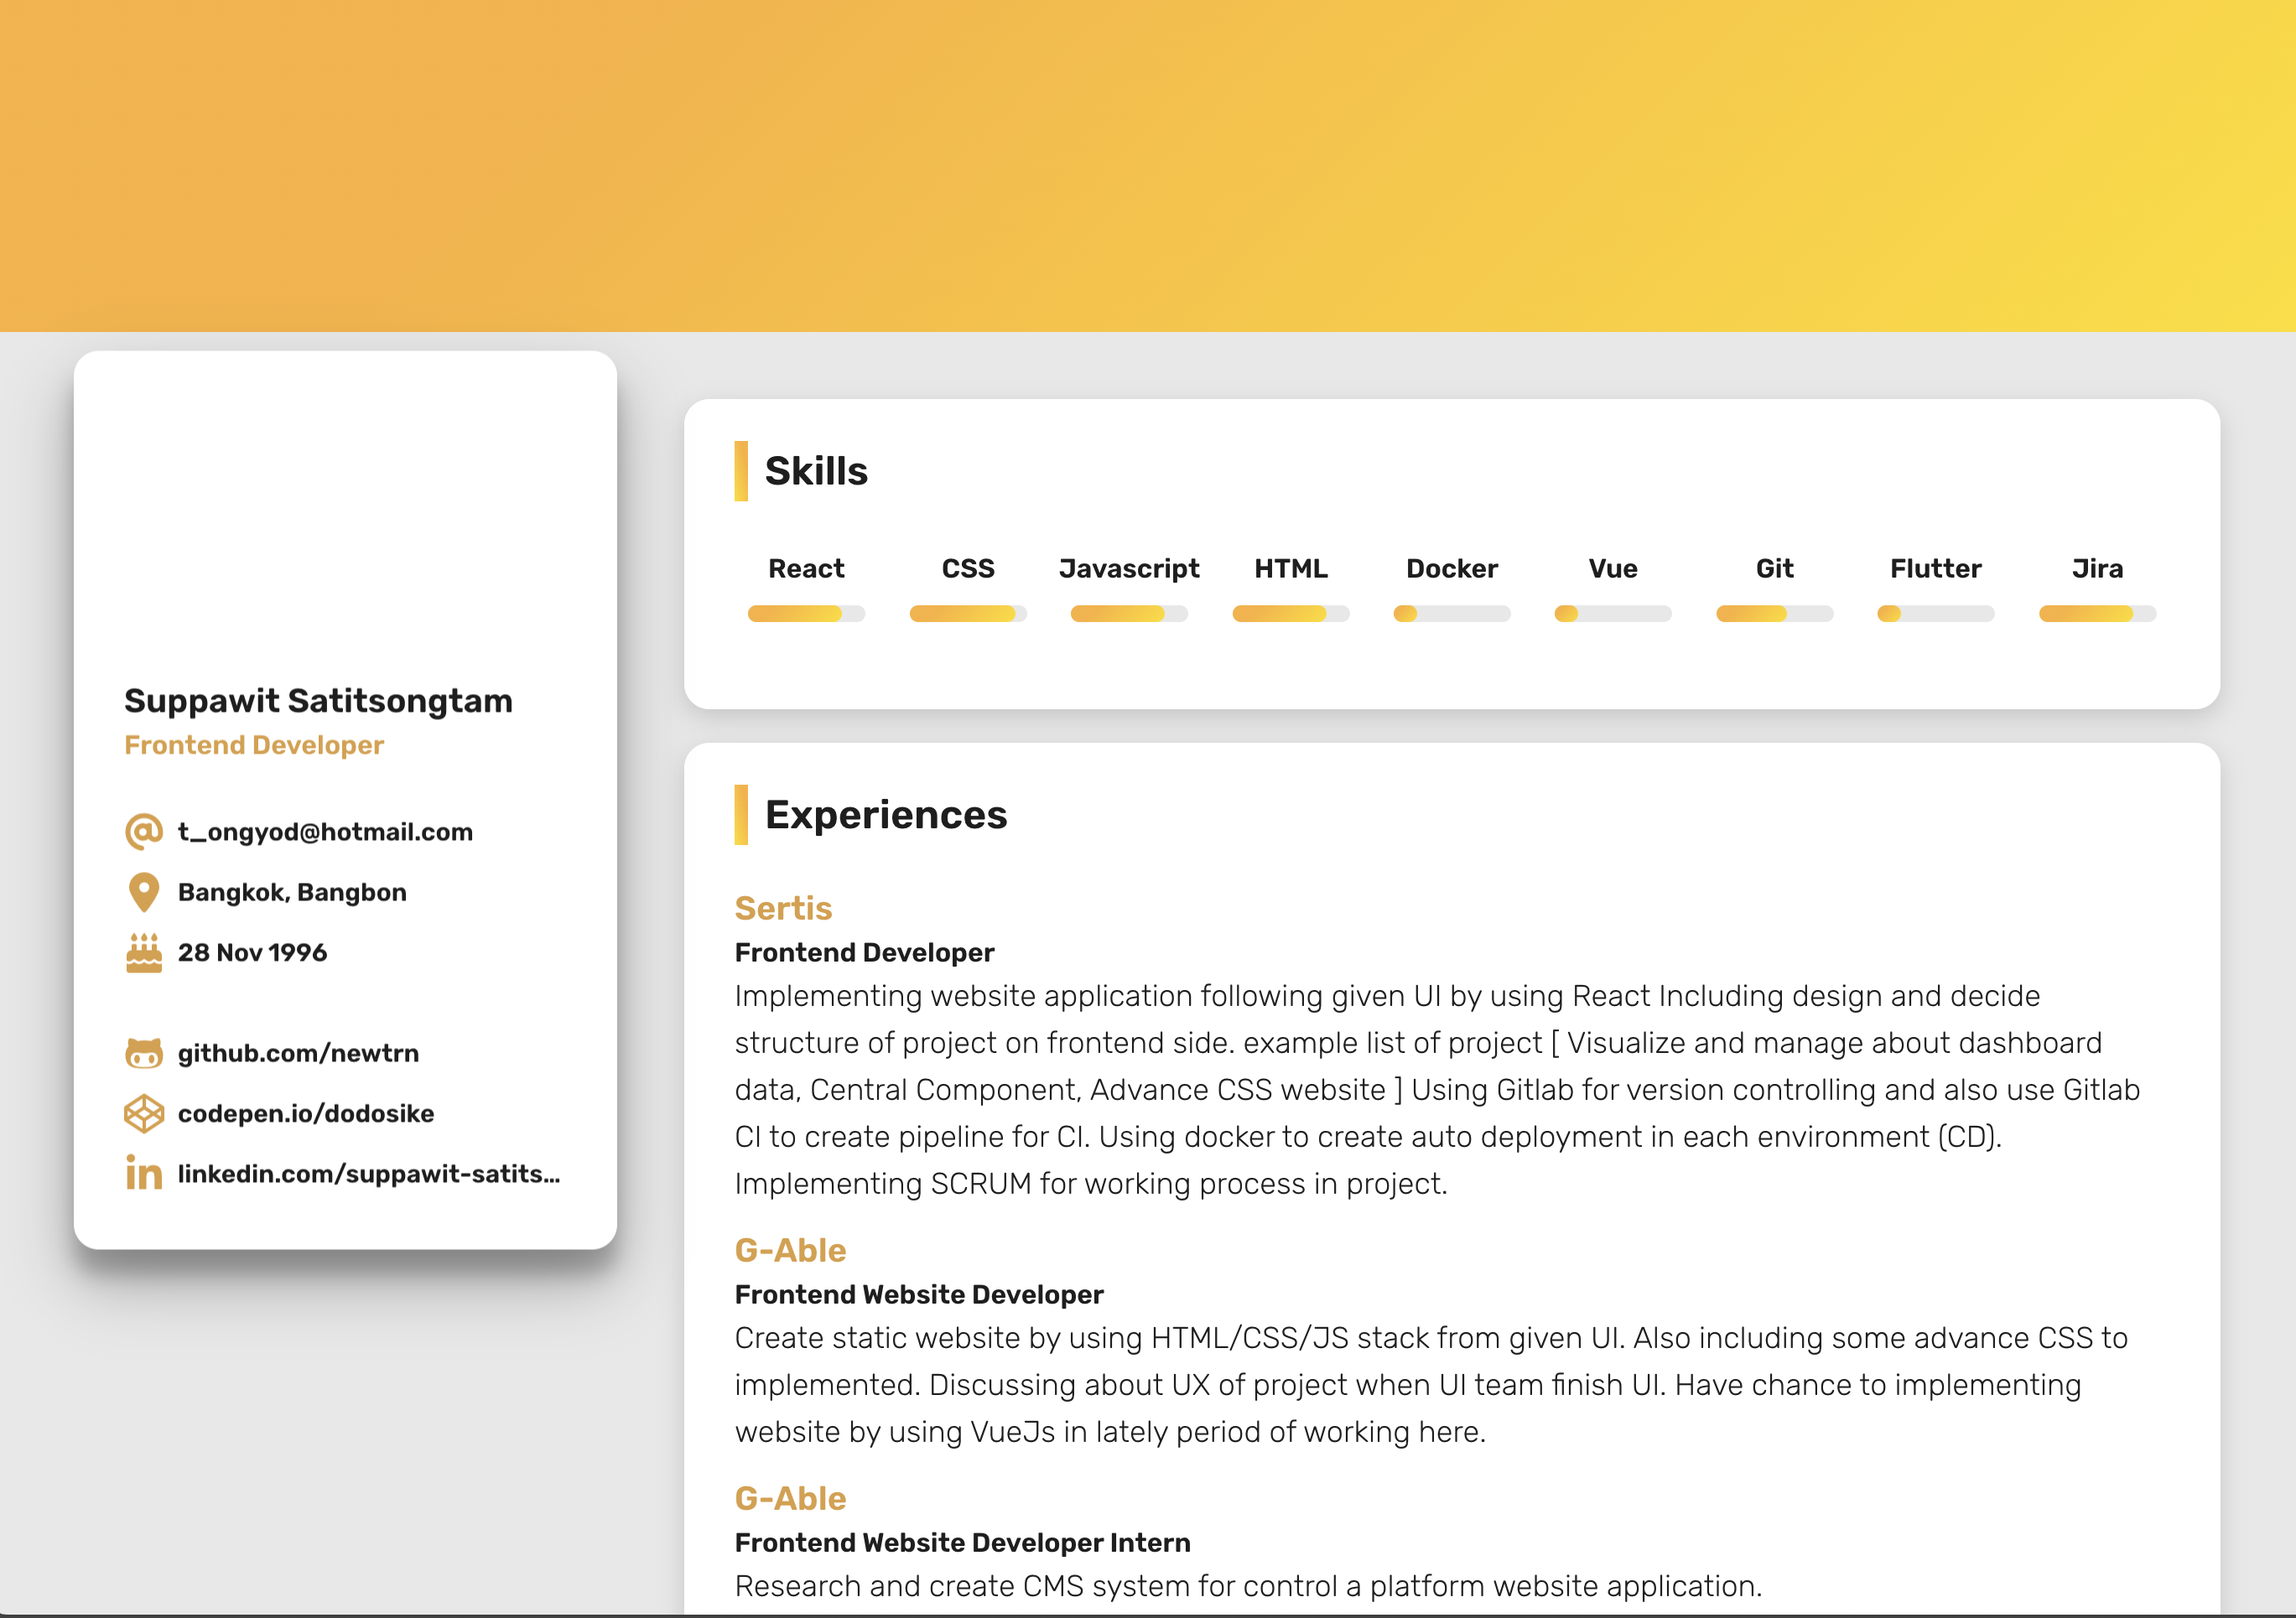 Suppawit Satitsongtam
Frontend Developer
t_ongyod@hotmail.com
Bangkok, Bangbon
28 Nov 1996
github.com/newtrn
codepen.io/dodosike
linkedin.com/suppawit-satits...
Skills
React CSS Javascript HTML Docker Vue Git Flutter Jira
Experiences
Sertis
Frontend Developer
Implementing website application following given UI by using React Including design and decide
structure of project on frontend side. example list of project [ Visualize and manage about dashboard
data, Central Component, Advance CSS website ] Using Gitlab for version controlling and also use Gitlab
CI to create pipeline for CI. Using docker to create auto deployment in each environment (CD).
Implementing SCRUM for working process in project.
G-Able
Frontend Website Developer
Create static website by using HTML/CSS/JS stack from given UI. Also including some advance CSS to
implemented. Discussing about UX of project when UI team finish UI. Have chance to implementing
website by using VueJs in lately period of working here.
G-Able
Frontend Website Developer Intern
Research and create CMS system for control a platform website application.